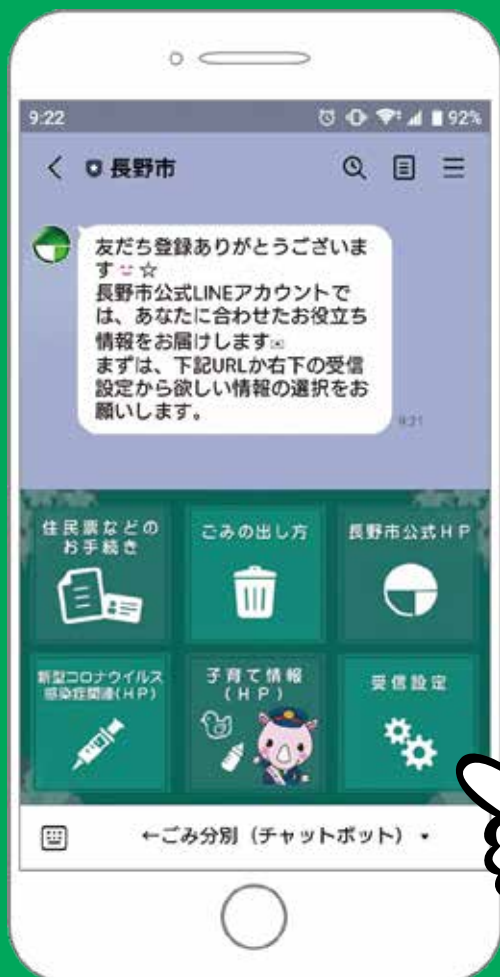 9:22
92%
長野市
友だち登録ありがとうございま
す☆
長野市公式LINEアカウントで
は、あなたに合わせたお役立ち
情報をお届けします
まずは、下記URLか右下の受信
設定から欲しい情報の選択をお
願いします。
9:21
住民票などの
お手続き
ごみの出し方
長野市公式HP
新型コロナウイルス
感染症関連(HP)
子育て情報
(HP)
受信設定
←ごみ分別（チャットボット）